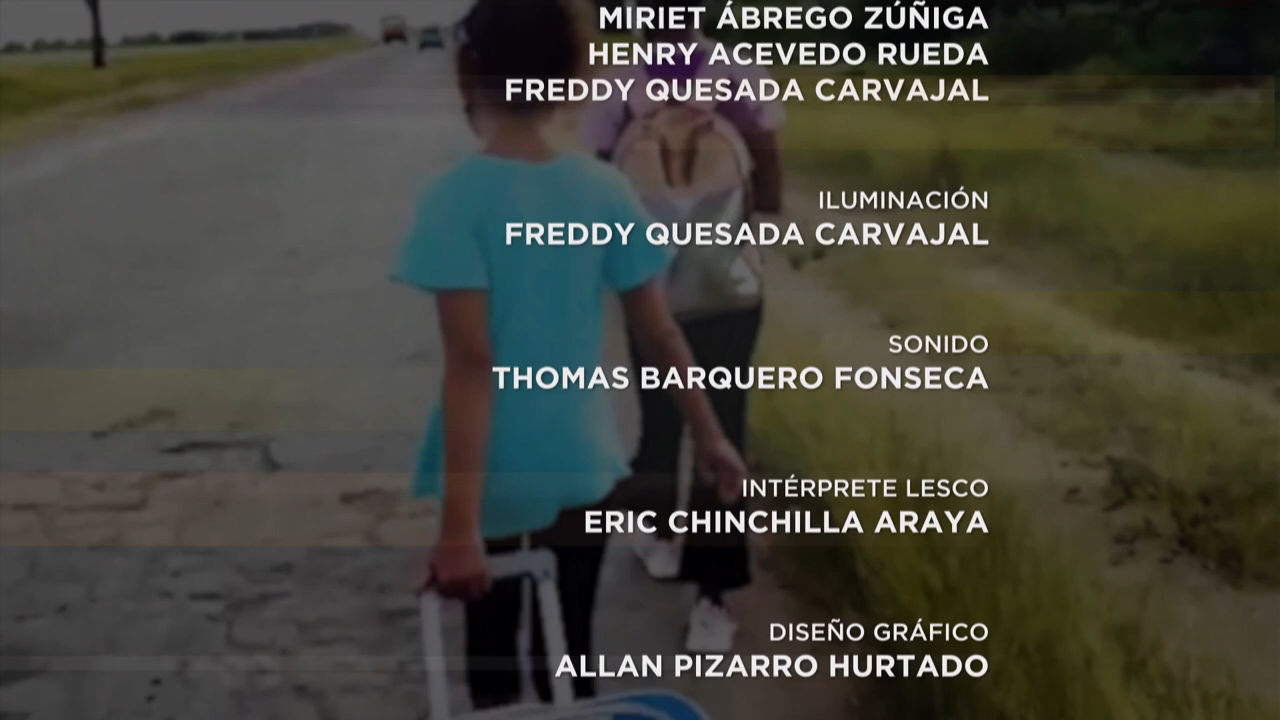 MIRIET ÁBREGO ZÚÑIGA
HENRY ACEVEDO RUEDA
FREDDY QUESADA CARVAJAL
ILUMINACIÓN
FREDDY QUESADA CARVAJAL
SONIDO
THOMAS BARQUERO FONSECA
INTÉRPRETE LESCO
ERIC CHINCHILLA ARAYA
DISEÑO GRÁFICO
ALLAN PIZARRO HURTADO